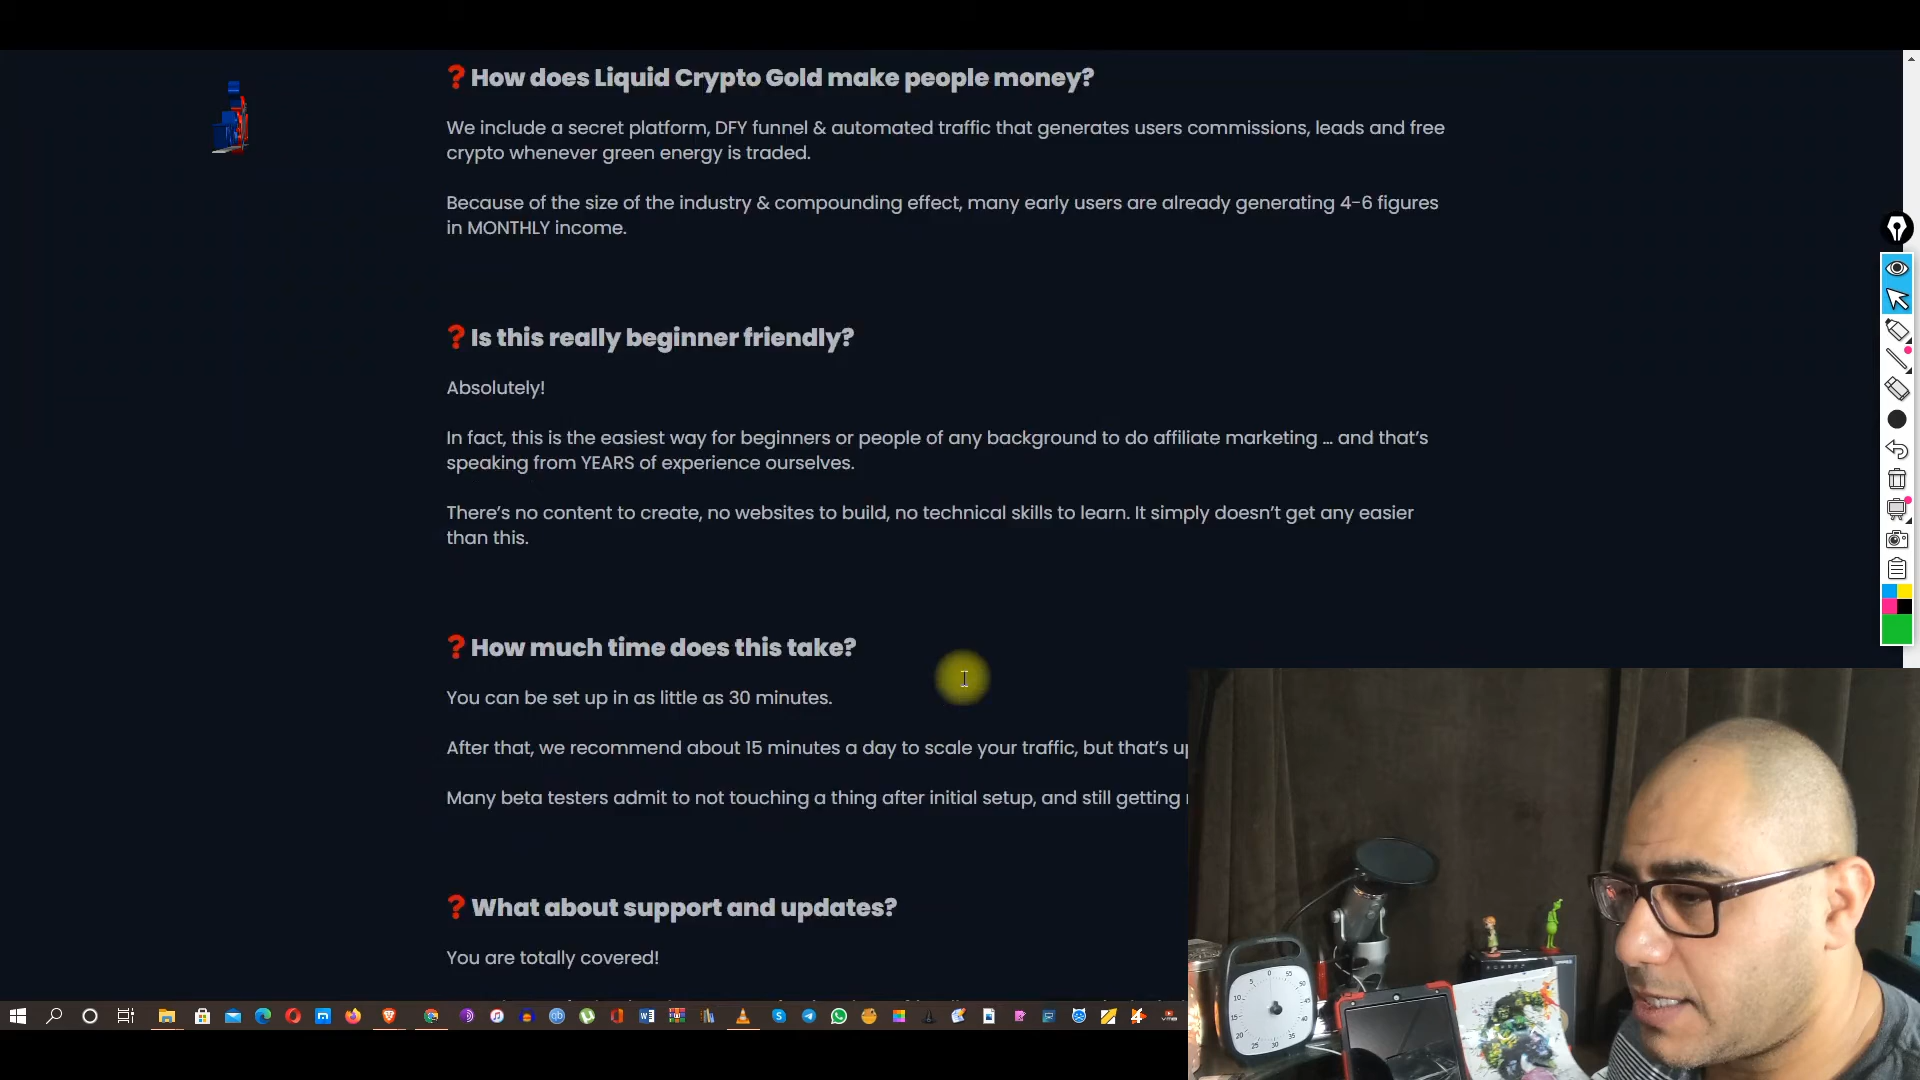 ❓ How does Liquid Crypto Gold make people money?
We include a secret platform, DFY funnel & automated traffic that generates users commissions, leads and free
crypto whenever green energy is traded.
Because of the size of the industry & compounding effect, many early users are already generating 4-6 figures
in MONTHLY income.
❓ Is this really beginner friendly?
Absolutely!
In fact, this is the easiest way for beginners or people of any background to do affiliate marketing ... and that's
speaking from YEARS of experience ourselves.
There's no content to create, no websites to build, no technical skills to learn. It simply doesn't get any easier
than this.
❓ How much time does this take?
You can be set up in as little as 30 minutes.
After that, we recommend about 15 minutes a day to scale your traffic, but that's up
Many beta testers admit to not touching a thing after initial setup, and still getting
❓ What about support and updates?
You are totally covered!